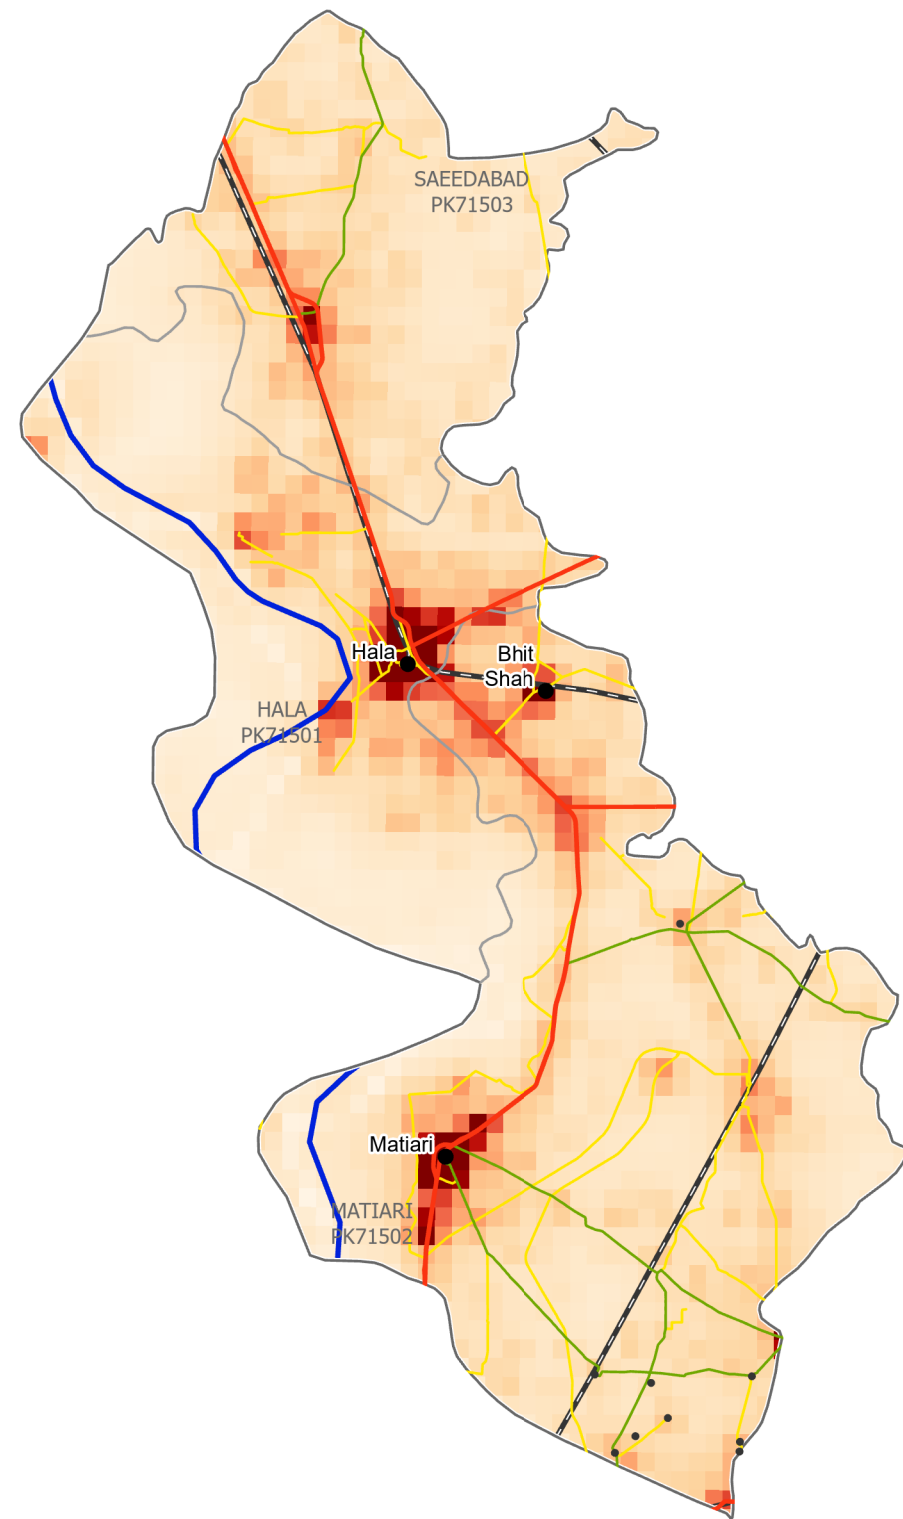 SAEEDABAD
PK71503
Hala
Bhit
Shah
HALA
PK71501
Matiari
MATIARI
PK71502